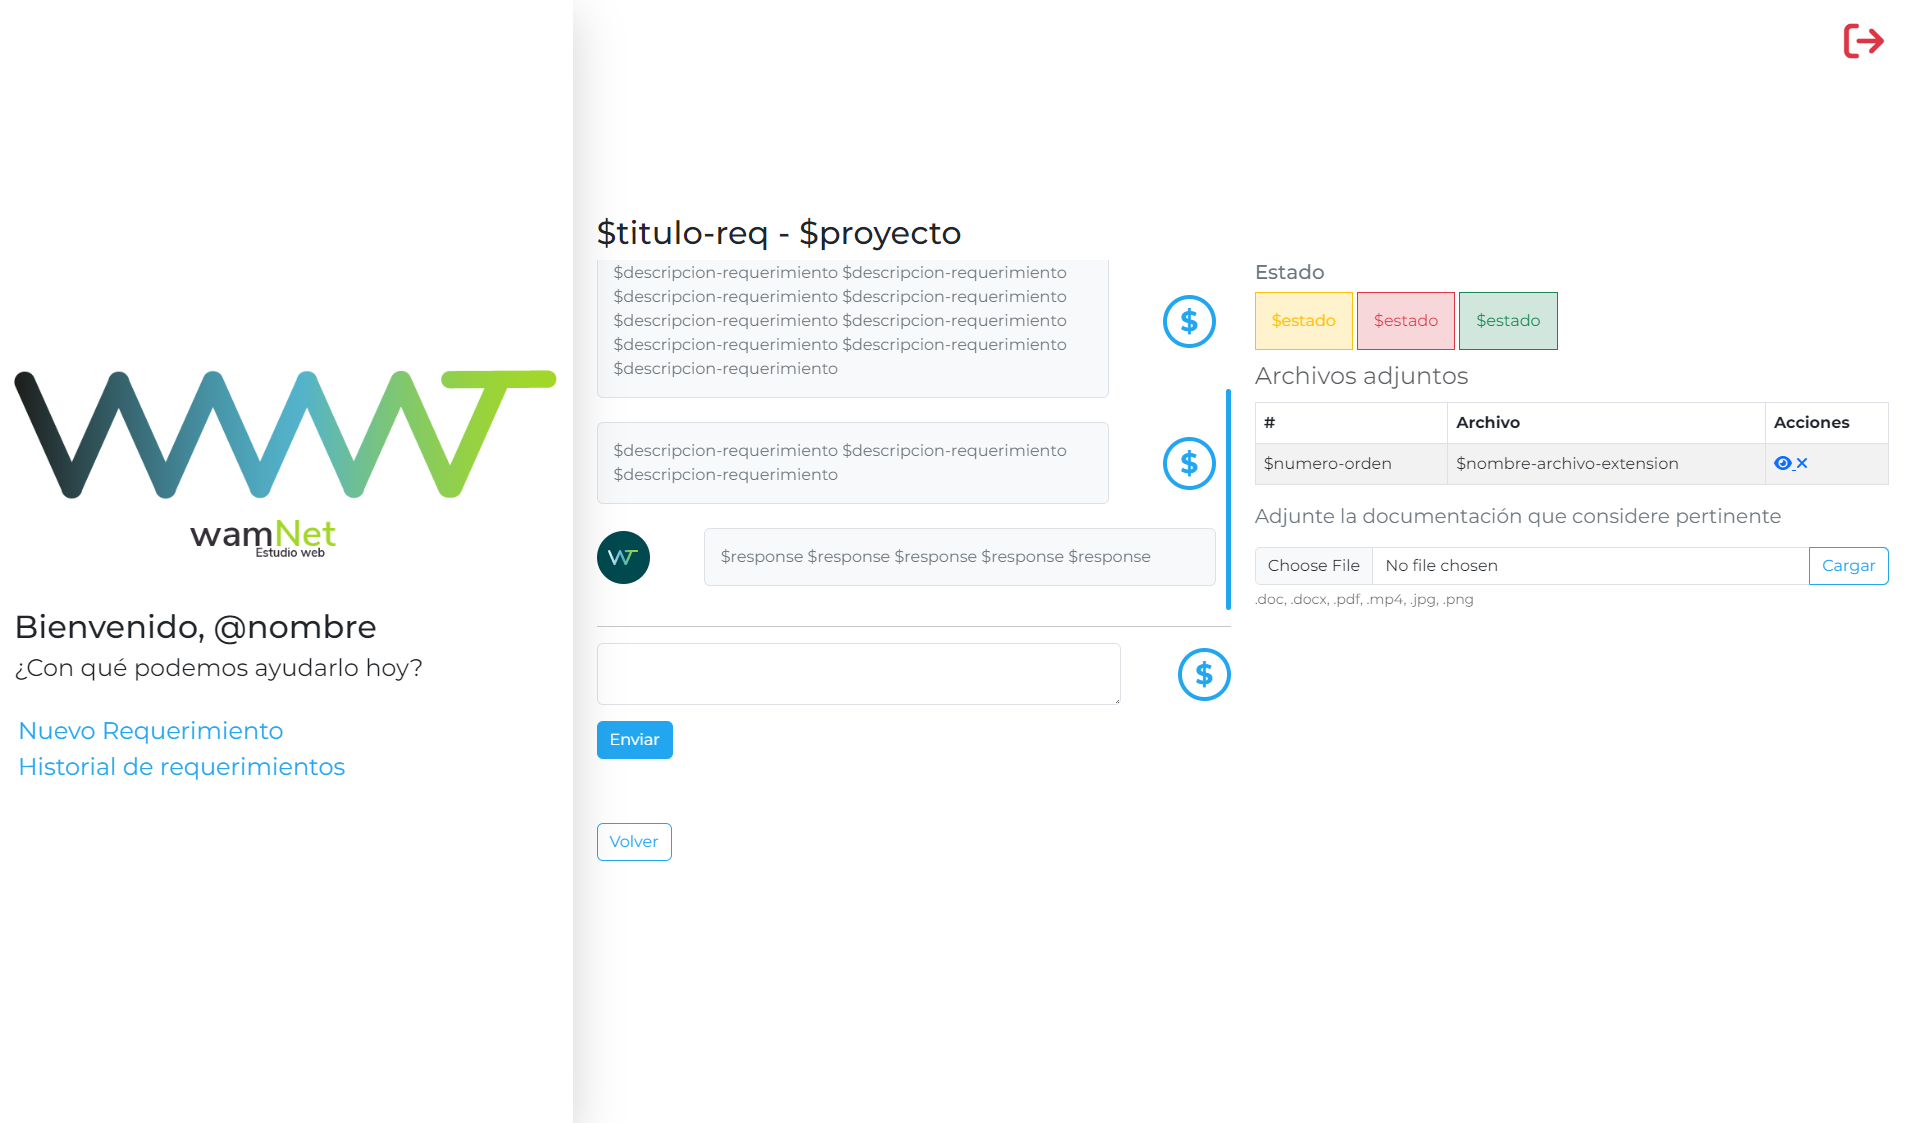 wamNet
Estudio web
Bienvenido, @nombre
¿Con qué podemos ayudarlo hoy?
Nuevo Requerimiento
Historial de requerimientos
$titulo-req - $proyecto
$descripcion-requerimiento $descripcion-requerimiento
$descripcion-requerimiento $descripcion-requerimiento
$descripcion-requerimiento $descripcion-requerimiento
$descripcion-requerimiento $descripcion-requerimiento
$descripcion-requerimiento
$
$descripcion-requerimiento $descripcion-requerimiento
$descripcion-requerimiento
$
WT
$response $response $response $response $response
$
Enviar
Volver
Estado
$estado $estado $estado
Archivos adjuntos
# Archivo Acciones
$numero-orden $nombre-archivo-extension
Adjunte la documentación que considere pertinente
Choose File No file chosen Cargar
.doc, .docx, .pdf, .mp4, .jpg, .png